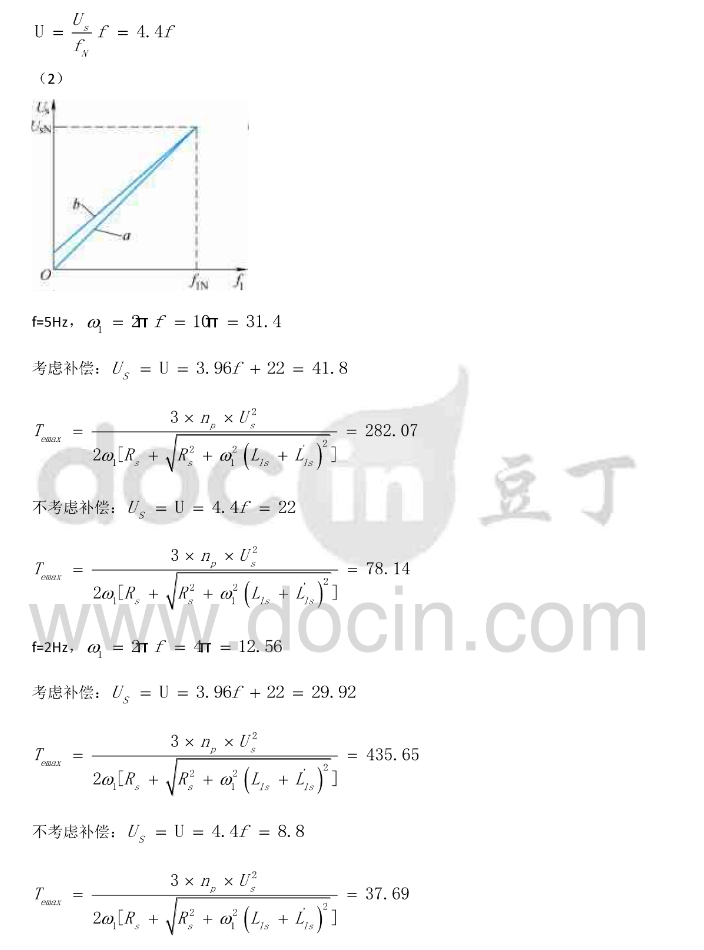 U = U_s / f_N f = 4.4f
（2）
U_s
U_sN
b
a
O
f_1N
f_1
f=5Hz，ω_1 = 2π f = 10π = 31.4
考虑补偿：U_S = U = 3.96f + 22 = 41.8
T_emax = 3 × n_p × U_s^2 / 2ω_1[R_s + √(R_s^2 + ω_1^2 (L_ls + L'_ls)^2)] = 282.07
不考虑补偿：U_S = U = 4.4f = 22
T_emax = 3 × n_p × U_s^2 / 2ω_1[R_s + √(R_s^2 + ω_1^2 (L_ls + L'_ls)^2)] = 78.14
f=2Hz，ω_1 = 2π f = 4π = 12.56
考虑补偿：U_S = U = 3.96f + 22 = 29.92
T_emax = 3 × n_p × U_s^2 / 2ω_1[R_s + √(R_s^2 + ω_1^2 (L_ls + L'_ls)^2)] = 435.65
不考虑补偿：U_S = U = 4.4f = 8.8
T_emax = 3 × n_p × U_s^2 / 2ω_1[R_s + √(R_s^2 + ω_1^2 (L_ls + L'_ls)^2)] = 37.69
docin 豆丁
www.docin.com